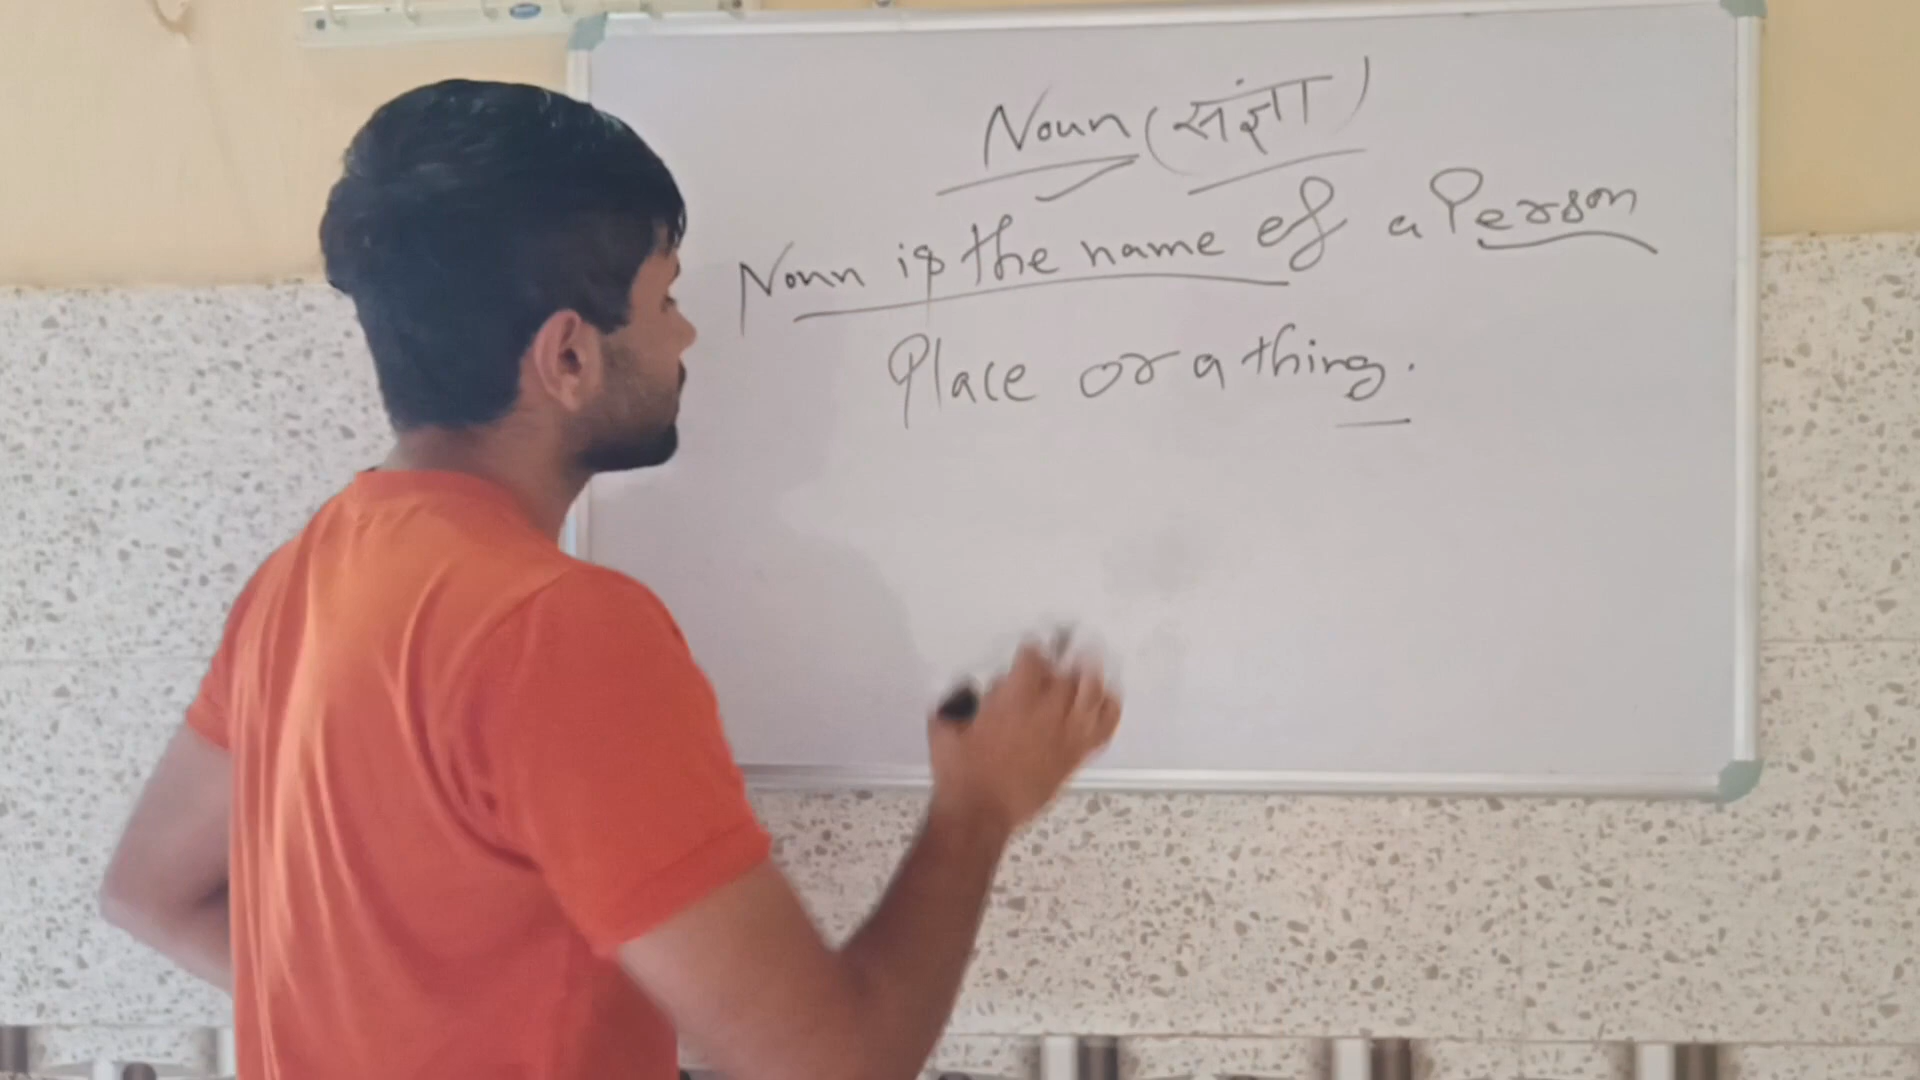 Noun (संज्ञा)
Noun is the name of a Person
Place or a thing.